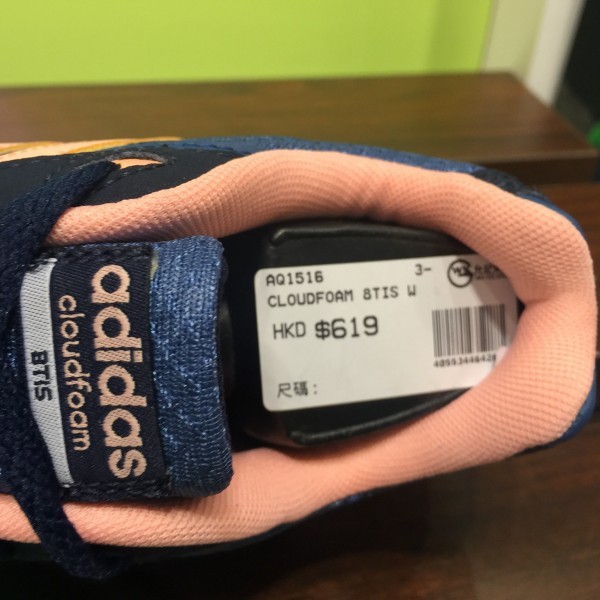 AQ1516
3-
CLOUDFOAM 8TIS W
HKD $619
尺碼：
adidas
cloudfoam
8TIS